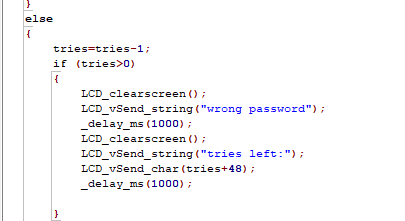 }
else
{
tries=tries-1;
if (tries>0)
{
LCD_clearscreen();
LCD_vSend_string("wrong password");
_delay_ms(1000);
LCD_clearscreen();
LCD_vSend_string("tries left:");
LCD_vSend_char(tries+48);
_delay_ms(1000);
}